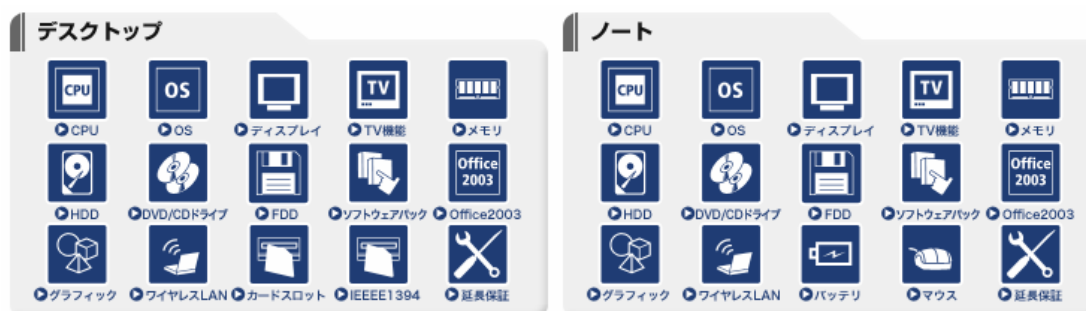 デスクトップ
CPU OS TV
CPU OS ディスプレイ TV機能 メモリ
Office 2003
HDD DVD/CDドライブ FDD ソフトウェアパック Office2003
グラフィック ワイヤレスLAN カードスロット IEEEE1394 延長保証
ノート
CPU OS TV
CPU OS ディスプレイ TV機能 メモリ
Office 2003
HDD DVD/CDドライブ FDD ソフトウェアパック Office2003
グラフィック ワイヤレスLAN バッテリ マウス 延長保証